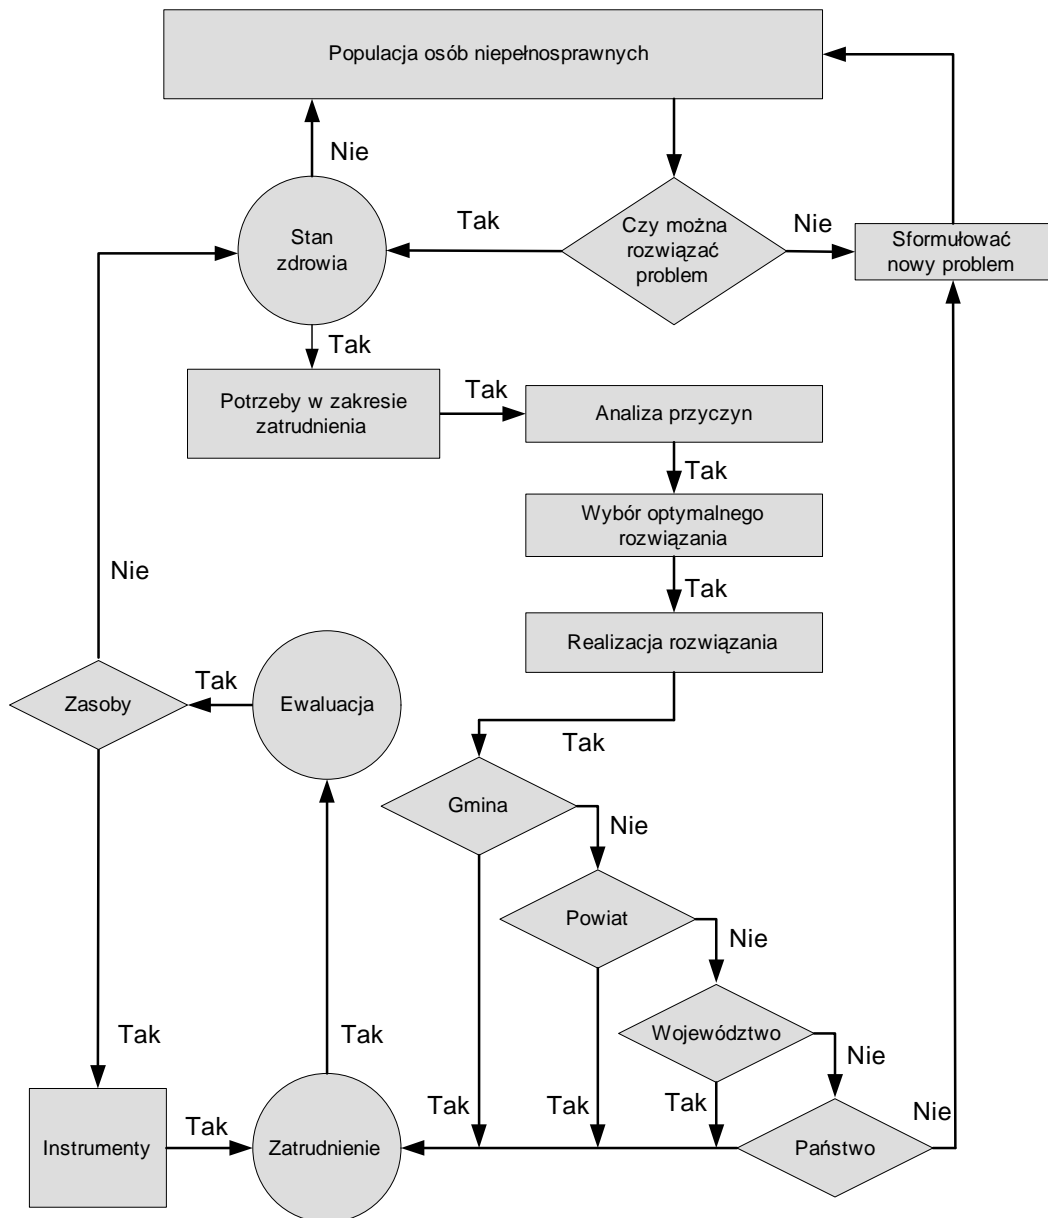 Populacja osób niepełnosprawnych
Nie
Tak
Nie
Stan
zdrowia
Czy można
rozwiązać
problem
Sformułować
nowy problem
Tak
Potrzeby w zakresie
zatrudnienia
Tak
Analiza przyczyn
Tak
Wybór optymalnego
rozwiązania
Nie
Tak
Realizacja rozwiązania
Tak
Zasoby
Ewaluacja
Tak
Gmina
Nie
Powiat
Nie
Województwo
Nie
Tak
Tak
Tak
Tak
Tak
Nie
Instrumenty
Tak
Zatrudnienie
Państwo